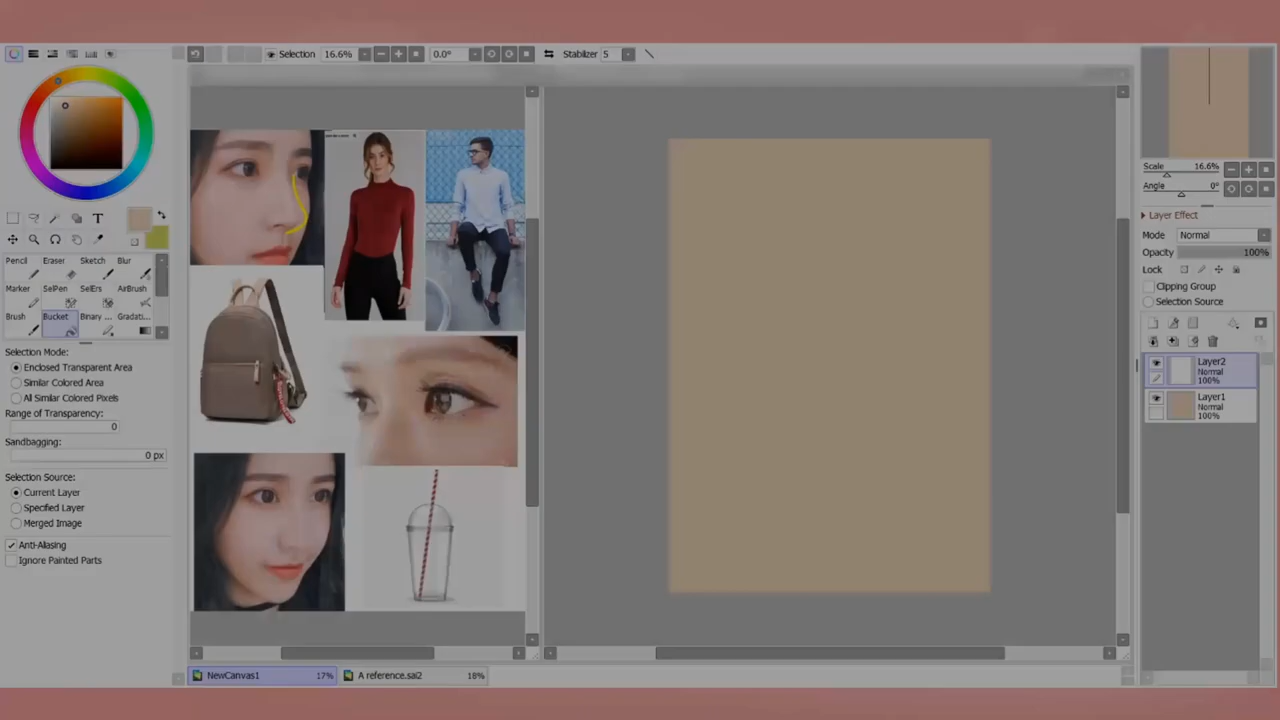 Selection
16.6%
0.0°
Stabilizer 5
T
Pencil Eraser Sketch Blur
Marker SelPen SelErs AirBrush
Brush Bucket Binary ... Gradati...
Selection Mode:
Enclosed Transparent Area
Similar Colored Area
All Similar Colored Pixels
Range of Transparency:
0
Sandbagging:
0 px
Selection Source:
Current Layer
Specified Layer
Merged Image
Anti-Aliasing
Ignore Painted Parts
NewCanvas1 17%
A reference.sai2 18%
Scale 16.6%
Angle 0°
Layer Effect
Mode Normal
Opacity 100%
Lock
Clipping Group
Selection Source
Layer2
Normal
100%
Layer1
Normal
100%